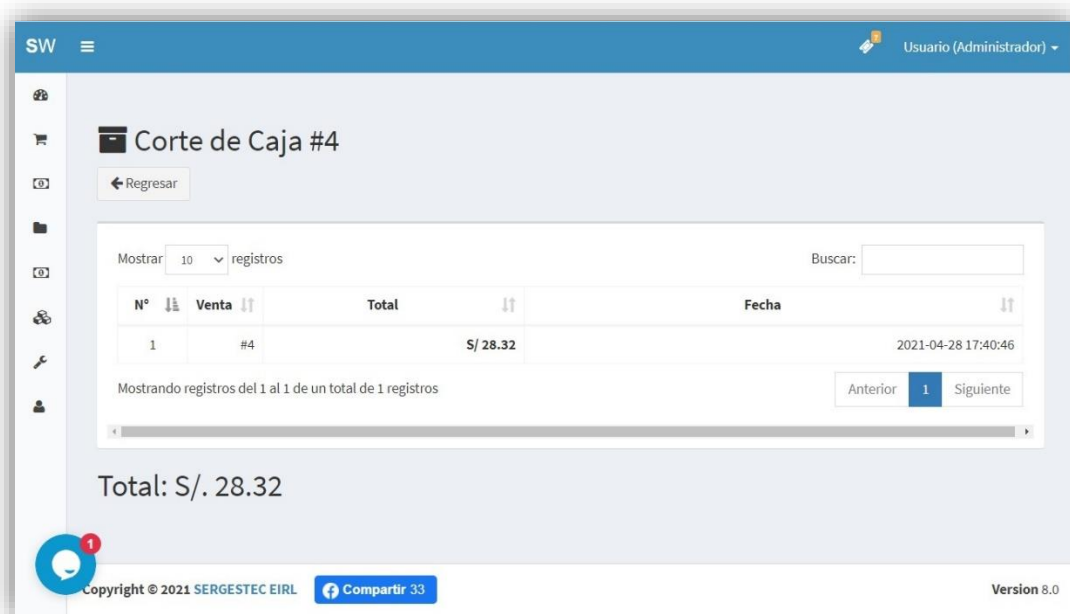 SW Usuario (Administrador)
Corte de Caja #4
Regresar
Mostrar 10 registros Buscar:
N° Venta Total Fecha
1 #4 S/ 28.32 2021-04-28 17:40:46
Mostrando registros del 1 al 1 de un total de 1 registros Anterior 1 Siguiente
Total: S/. 28.32
1
Copyright © 2021 SERGESTEC EIRL Compartir 33 Version 8.0